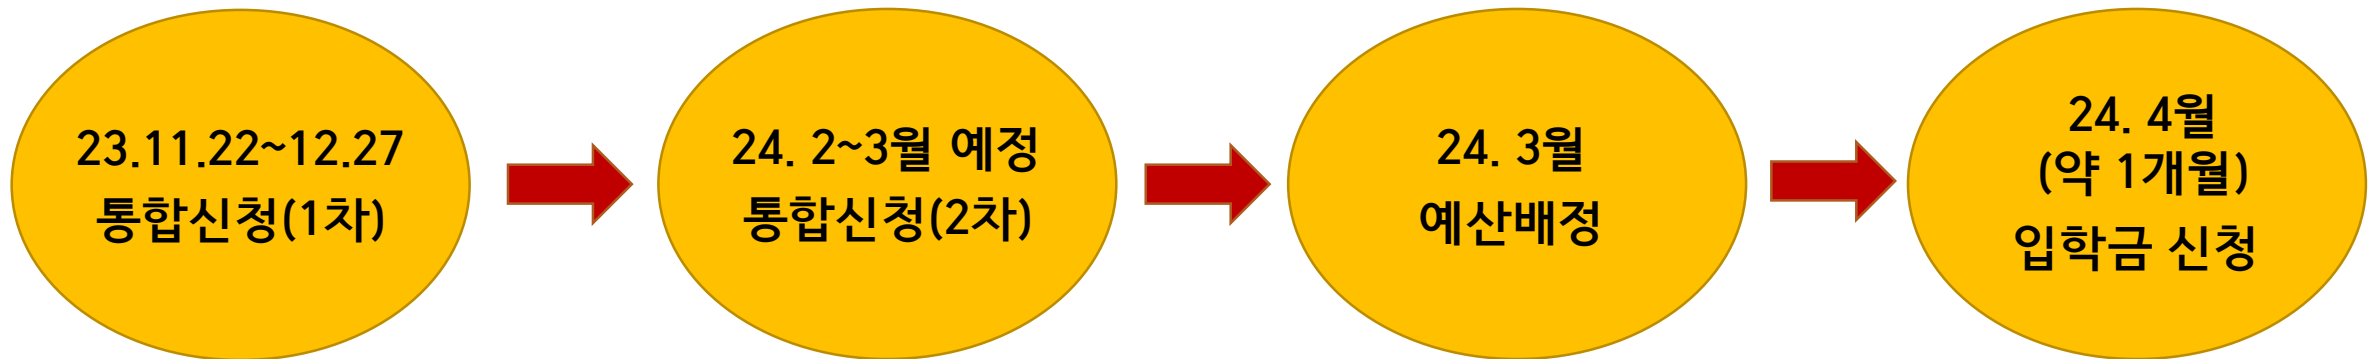 23.11.22~12.27
통합신청(1차)
24. 2~3월 예정
통합신청(2차)
24. 3월
예산배정
24. 4월
(약 1개월)
입학금 신청